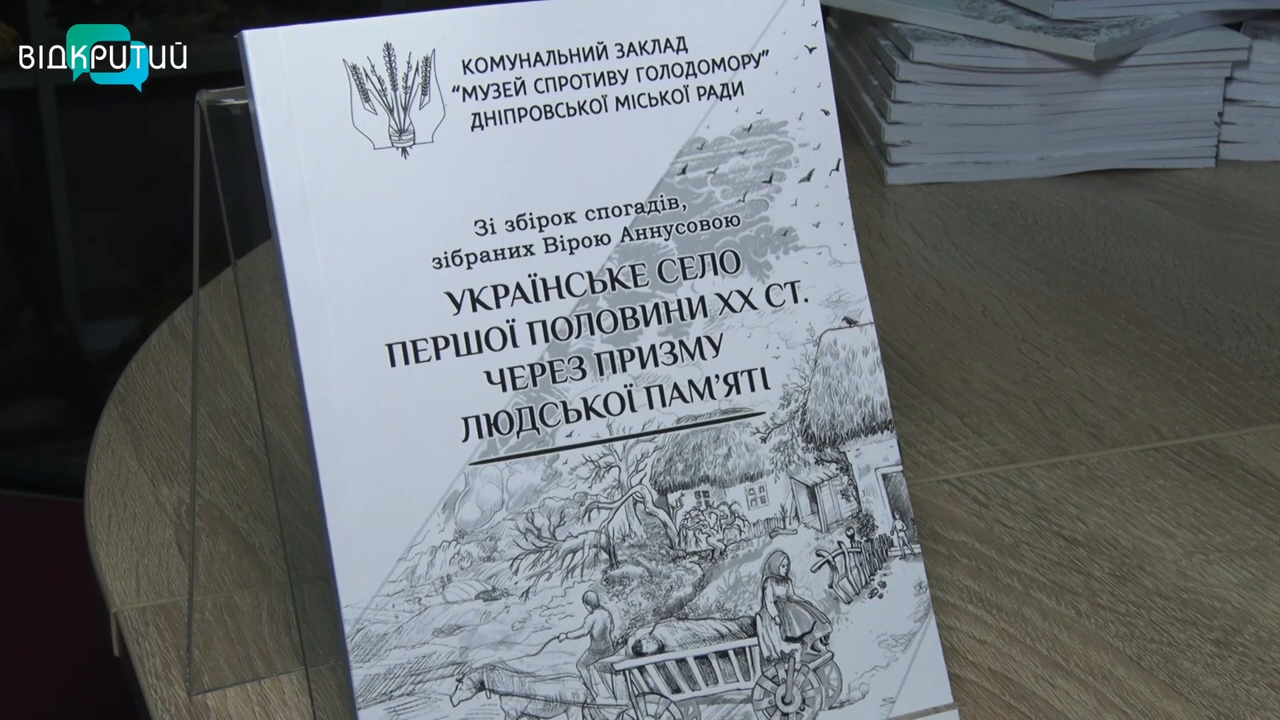 ВІДКРИТИЙ
КОМУНАЛЬНИЙ ЗАКЛАД
“МУЗЕЙ СПРОТИВУ ГОЛОДОМОРУ”
ДНІПРОВСЬКОЇ МІСЬКОЇ РАДИ
Зі збірок спогадів,
зібраних Вірою Аннусовою
УКРАЇНСЬКЕ СЕЛО
ПЕРШОЇ ПОЛОВИНИ ХХ СТ.
ЧЕРЕЗ ПРИЗМУ
ЛЮДСЬКОЇ ПАМ’ЯТІ